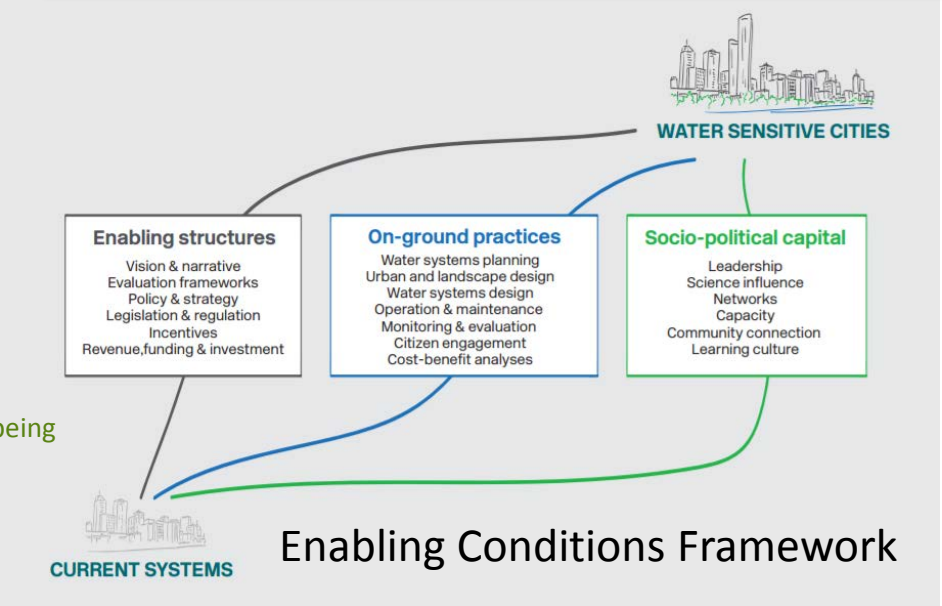 WATER SENSITIVE CITIES
Enabling structures
Vision & narrative
Evaluation frameworks
Policy & strategy
Legislation & regulation
Incentives
Revenue,funding & investment
On-ground practices
Water systems planning
Urban and landscape design
Water systems design
Operation & maintenance
Monitoring & evaluation
Citizen engagement
Cost-benefit analyses
Socio-political capital
Leadership
Science influence
Networks
Capacity
Community connection
Learning culture
being
CURRENT SYSTEMS
Enabling Conditions Framework